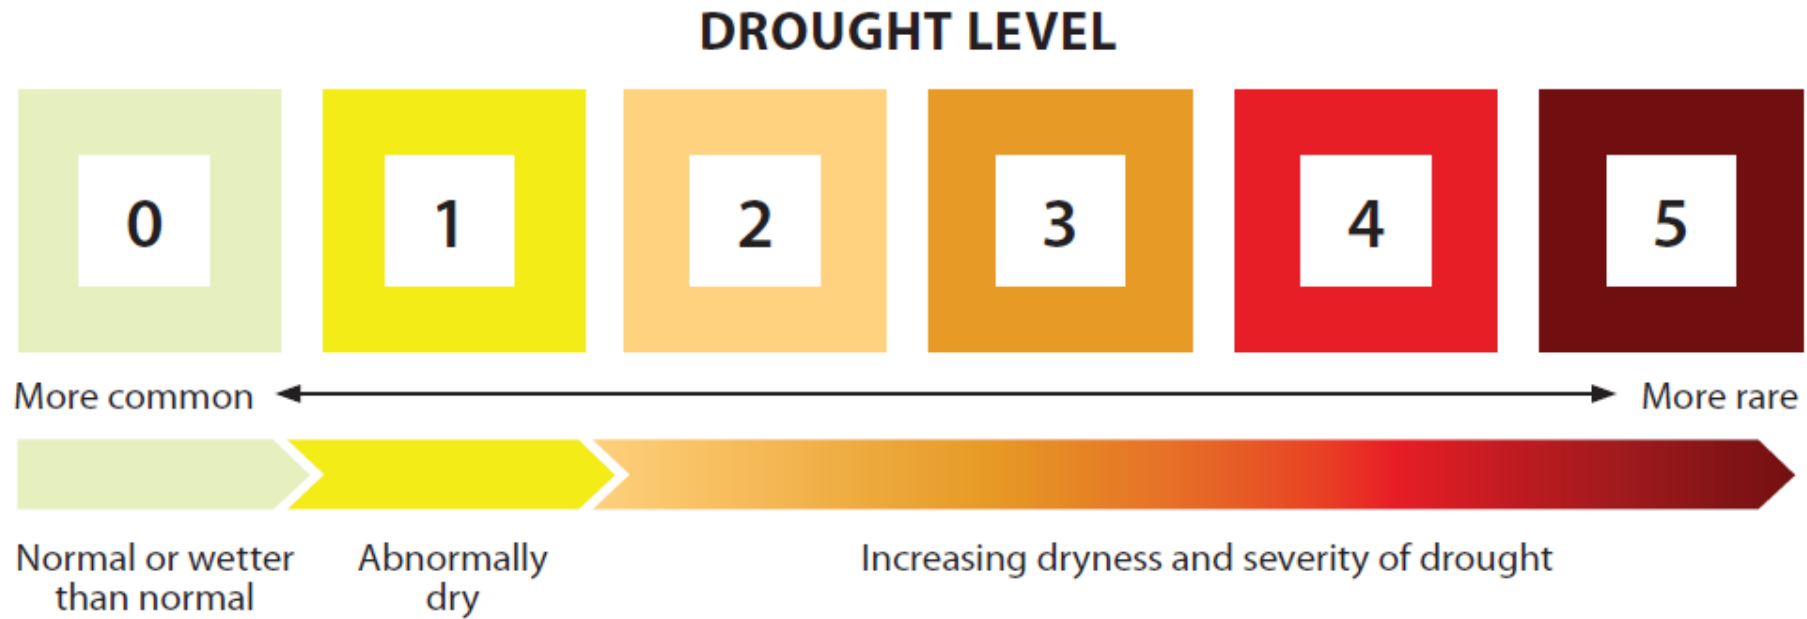 DROUGHT LEVEL
0
1
2
3
4
5
More common
More rare
Normal or wetter
than normal
Abnormally
dry
Increasing dryness and severity of drought